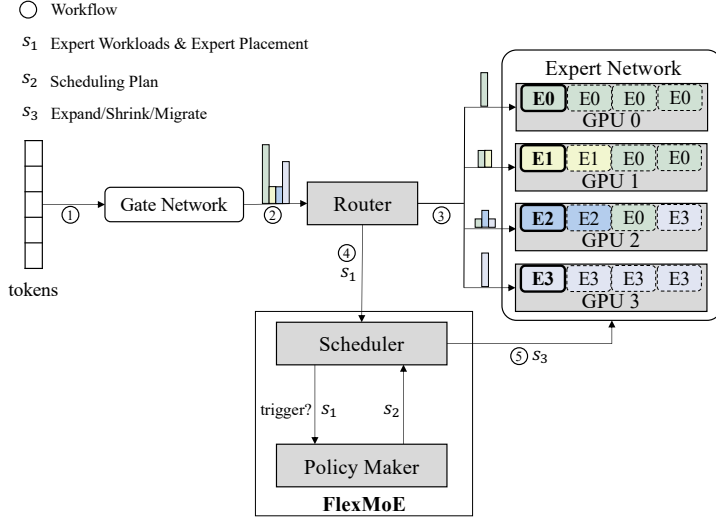 Workflow
s₁ Expert Workloads & Expert Placement
s₂ Scheduling Plan
s₃ Expand/Shrink/Migrate
tokens
①
Gate Network
②
Router
③
④
s₁
Expert Network
E0 E0 E0 E0
GPU 0
E1 E1 E0 E0
GPU 1
E2 E2 E0 E3
GPU 2
E3 E3 E3 E3
GPU 3
Scheduler
⑤ s₃
trigger? s₁ s₂
Policy Maker
FlexMoE